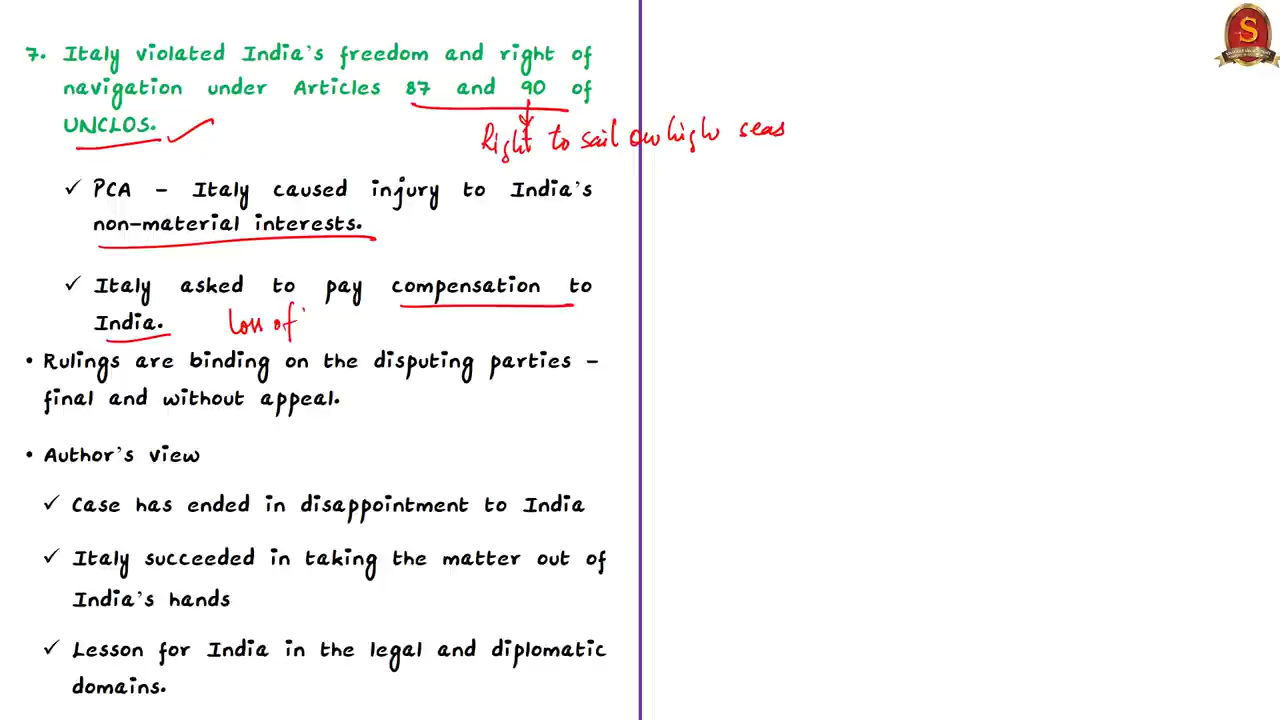 7. Italy violated India's freedom and right of
navigation under Articles 87 and 90 of
UNCLOS.
Right to sail on high seas
✓ PCA – Italy caused injury to India's
non-material interests.
✓ Italy asked to pay compensation to
India. loss of
• Rulings are binding on the disputing parties –
final and without appeal.
• Author's view
✓ Case has ended in disappointment to India
✓ Italy succeeded in taking the matter out of
India's hands
✓ Lesson for India in the legal and diplomatic
domains.
S